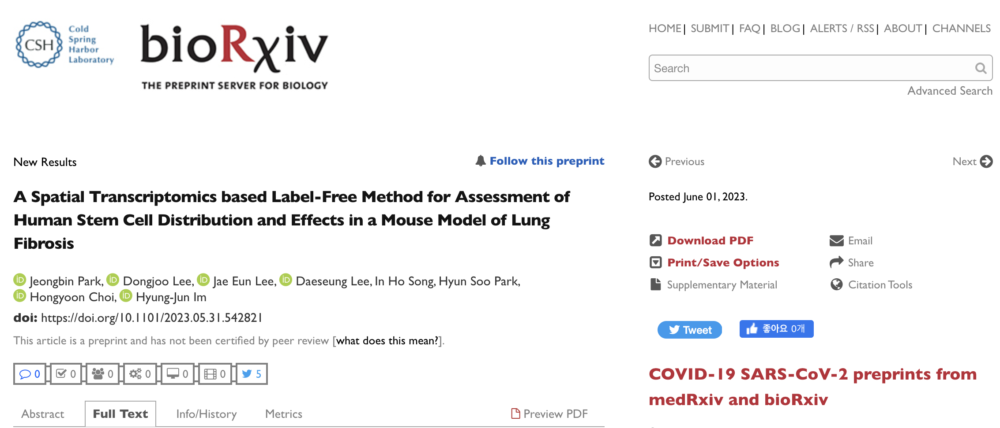 CSH
Cold
Spring
Harbor
Laboratory
bioRxiv
THE PREPRINT SERVER FOR BIOLOGY
HOME | SUBMIT | FAQ | BLOG | ALERTS / RSS | ABOUT | CHANNELS
Search
Advanced Search
New Results
Follow this preprint
Previous
Next
A Spatial Transcriptomics based Label-Free Method for Assessment of
Human Stem Cell Distribution and Effects in a Mouse Model of Lung
Fibrosis
iD Jeongbin Park, iD Dongjoo Lee, iD Jae Eun Lee, iD Daeseung Lee, In Ho Song, Hyun Soo Park,
iD Hongyoon Choi, iD Hyung-Jun Im
doi: https://doi.org/10.1101/2023.05.31.542821
This article is a preprint and has not been certified by peer review [what does this mean?].
0 0 0 0 0 0 5
Abstract Full Text Info/History Metrics Preview PDF
Posted June 01, 2023.
Download PDF
Email
Print/Save Options
Share
Supplementary Material
Citation Tools
Tweet
좋아요 0개
COVID-19 SARS-CoV-2 preprints from
medRxiv and bioRxiv